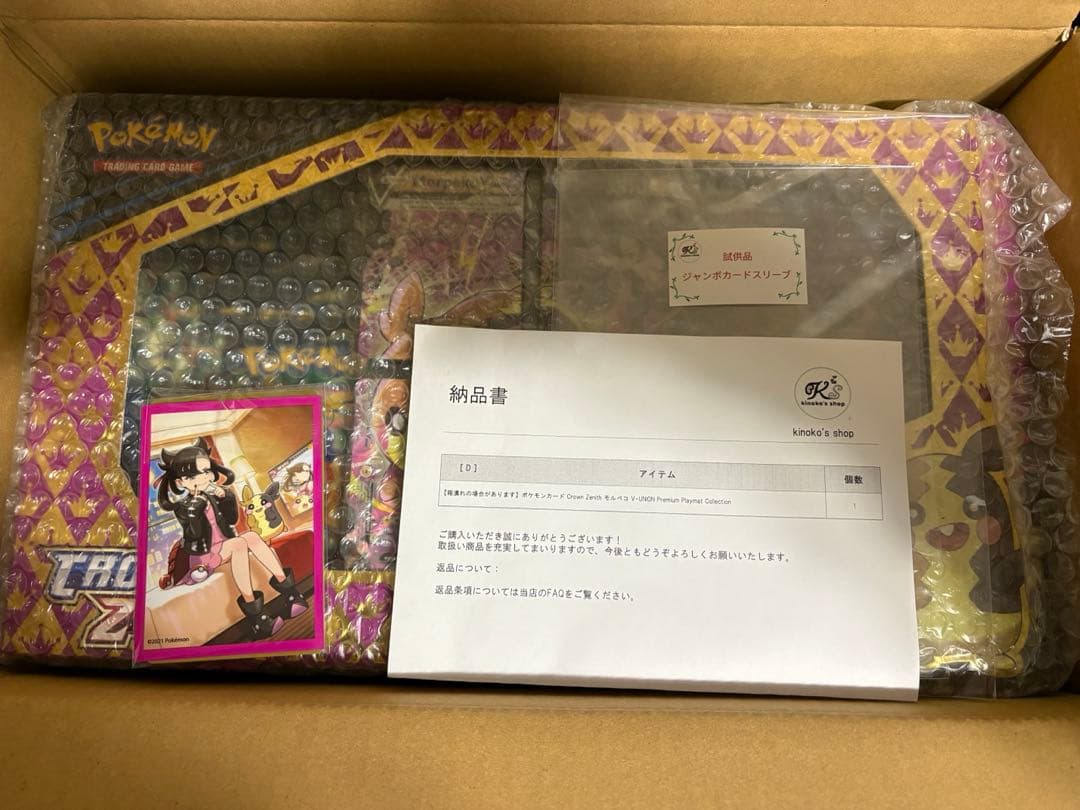 POKÉMON
TRADING CARD GAME
Morpeko
試供品
ジャンボカードスリーブ
POKÉMON
納品書
K's
kinoko's shop
kinoko's shop
[D]
アイテム
個数
【箱潰れの場合があります】ポケモンカード Crown Zenith モルペコ V-UNION Premium Playmat Collection
1
ご購入いただき誠にありがとうございます！
取扱い商品を充実してまいりますので、今後ともどうぞよろしくお願いいたします。
返品について：
返品条項については当店のFAQをご覧ください。
©2021 Pokémon